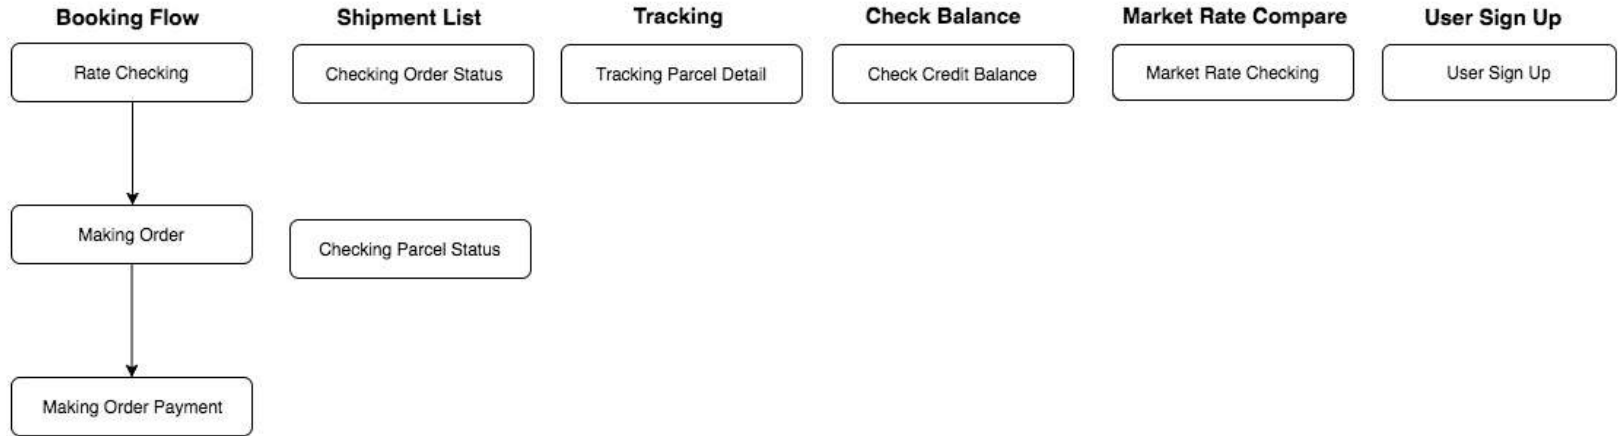 Booking Flow
Shipment List
Tracking
Check Balance
Market Rate Compare
User Sign Up
Rate Checking
Checking Order Status
Tracking Parcel Detail
Check Credit Balance
Market Rate Checking
User Sign Up
Making Order
Checking Parcel Status
Making Order Payment